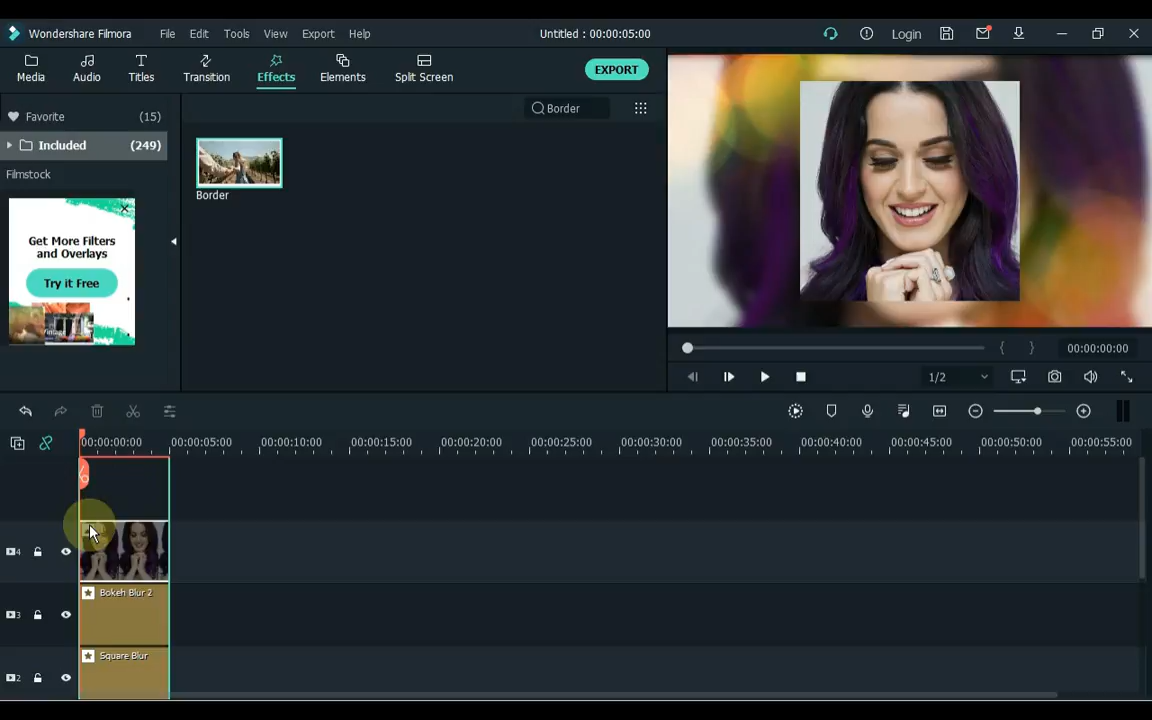 Wondershare Filmora
File
Edit
Tools
View
Export
Help
Untitled : 00:00:05:00
Login
Media
Audio
Titles
Transition
Effects
Elements
Split Screen
EXPORT
Favorite (15)
Included (249)
Filmstock
Border
Border
Get More Filters
and Overlays
Try it Free
{ }
00:00:00:00
1/2
00:00:00:00
00:00:05:00
00:00:10:00
00:00:15:00
00:00:20:00
00:00:25:00
00:00:30:00
00:00:35:00
00:00:40:00
00:00:45:00
00:00:50:00
00:00:55:00
4
3
Bokeh Blur 2
2
Square Blur